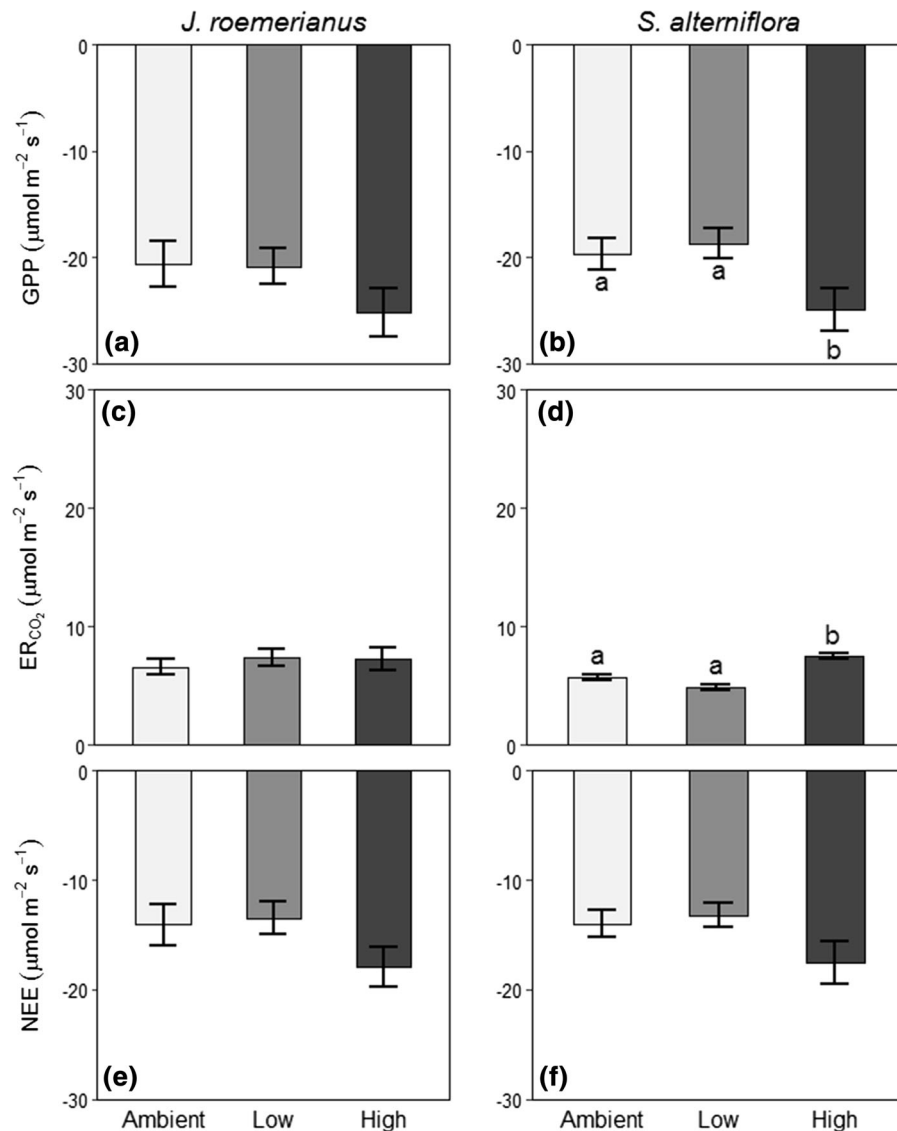 J. roemerianus S. alterniflora
GPP (μmol m⁻² s⁻¹)
0 0
-10 -10
-20 -20
a a
b
(a) (b)
-30 -30
ER_CO₂ (μmol m⁻² s⁻¹)
30 30
(c) (d)
20 20
10 10
a a b
0 0
NEE (μmol m⁻² s⁻¹)
0 0
-10 -10
-20 -20
(e) (f)
-30 -30
Ambient Low High Ambient Low High